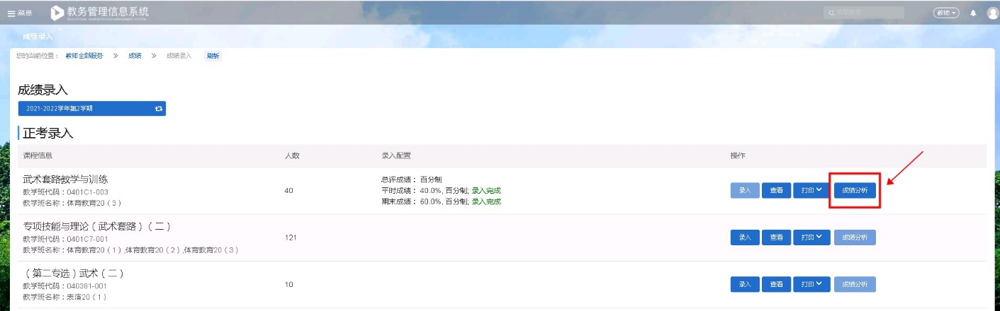 菜单
教务管理信息系统
教师
成绩录入
您的当前位置： 教师全部服务 » 成绩 » 成绩录入 刷新
成绩录入
2021-2022学年第2学期
正考录入
课程信息 人数 录入配置 操作
武术套路教学与训练
教学班代码：0401C1-003
教学班名称：体育教育20（3）
40
总评成绩： 百分制
平时成绩： 40.0%, 百分制; 录入完成
期末成绩： 60.0%, 百分制; 录入完成
录入 查看 打印 成绩分析
专项技能与理论（武术套路）（二）
教学班代码：0401C7-001
教学班名称：体育教育20（1）,体育教育20（2）,体育教育20（3）
121
录入 查看 打印 成绩分析
（第二专选）武术（二）
教学班代码：040381-001
教学班名称：表演20（1）
10
录入 查看 打印 成绩分析